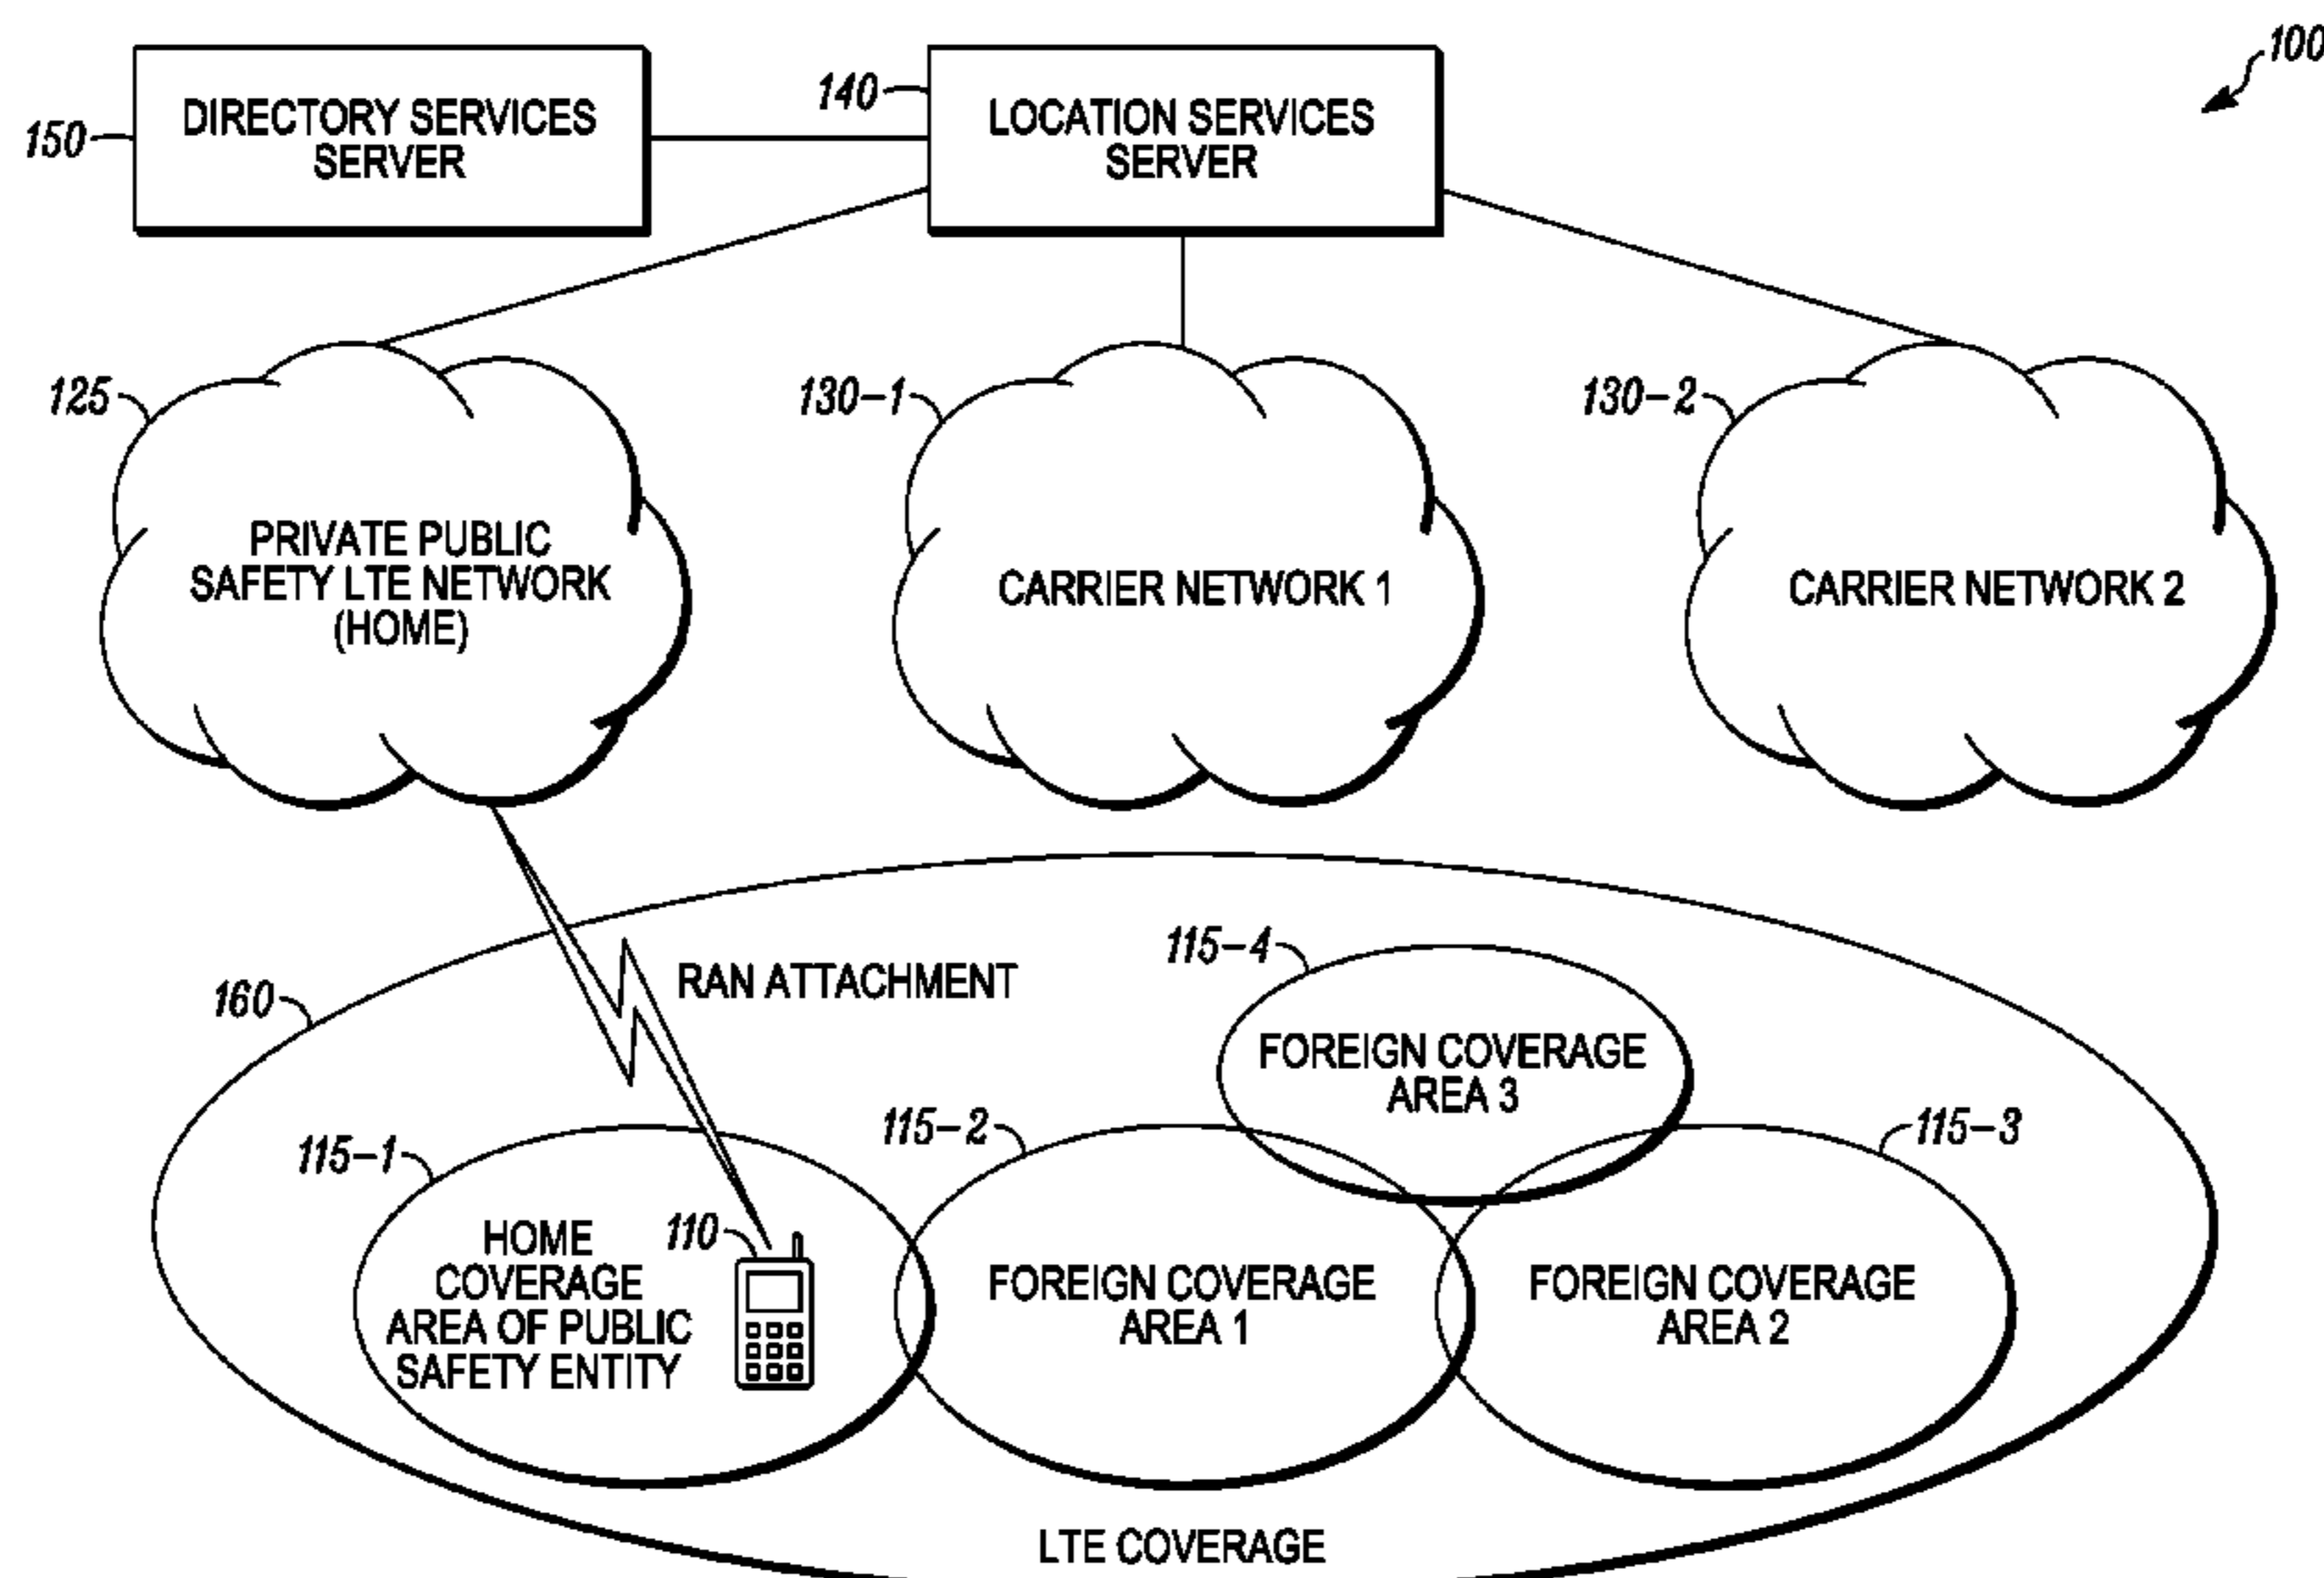 100
150
DIRECTORY SERVICES
SERVER
140
LOCATION SERVICES
SERVER
125
PRIVATE PUBLIC
SAFETY LTE NETWORK
(HOME)
130-1
CARRIER NETWORK 1
130-2
CARRIER NETWORK 2
RAN ATTACHMENT
160
115-4
FOREIGN COVERAGE
AREA 3
115-1
HOME
COVERAGE
AREA OF PUBLIC
SAFETY ENTITY
110
115-2
FOREIGN COVERAGE
AREA 1
115-3
FOREIGN COVERAGE
AREA 2
LTE COVERAGE